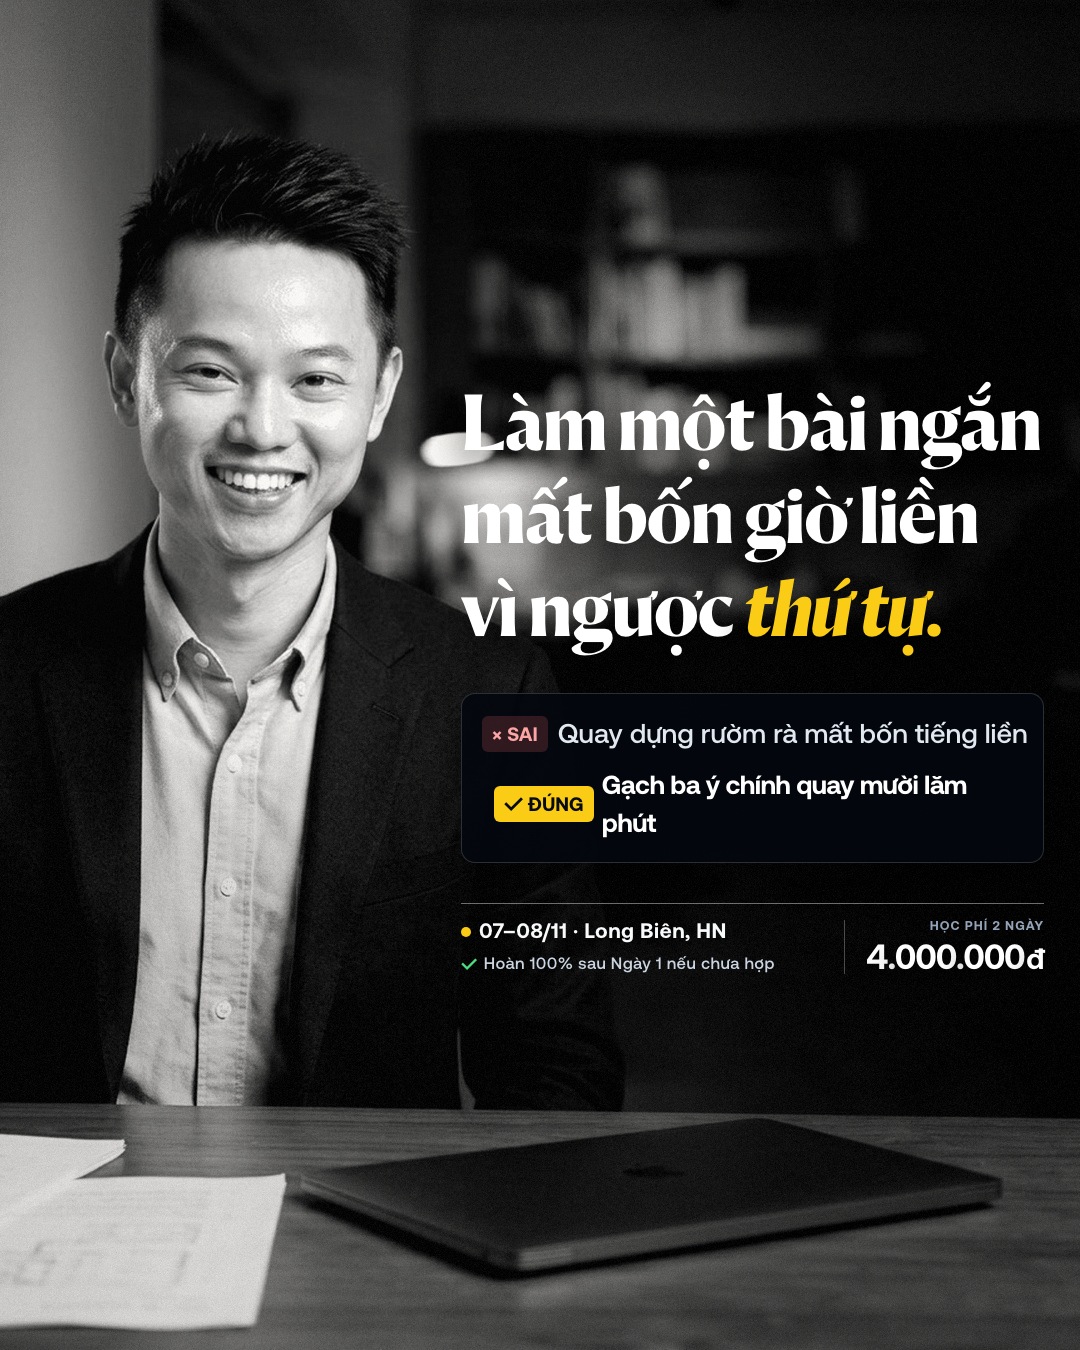 Làm một bài ngắn
mất bốn giờ liền
vì ngược thứ tự.
× SAI Quay dựng rườm rà mất bốn tiếng liền
✓ ĐÚNG Gạch ba ý chính quay mười lăm
phút
07–08/11 · Long Biên, HN
✓ Hoàn 100% sau Ngày 1 nếu chưa hợp
HỌC PHÍ 2 NGÀY
4.000.000đ